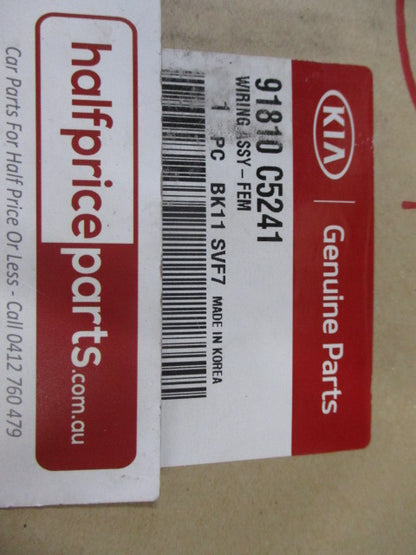 KIA
Genuine Parts
91810 C5241
WIRING ASSY-FEM
1 PC BK11 SVF7 MADE IN KOREA
halfpriceparts.com.au
Car Parts For Half Price Or Less - Call 0412 760 479